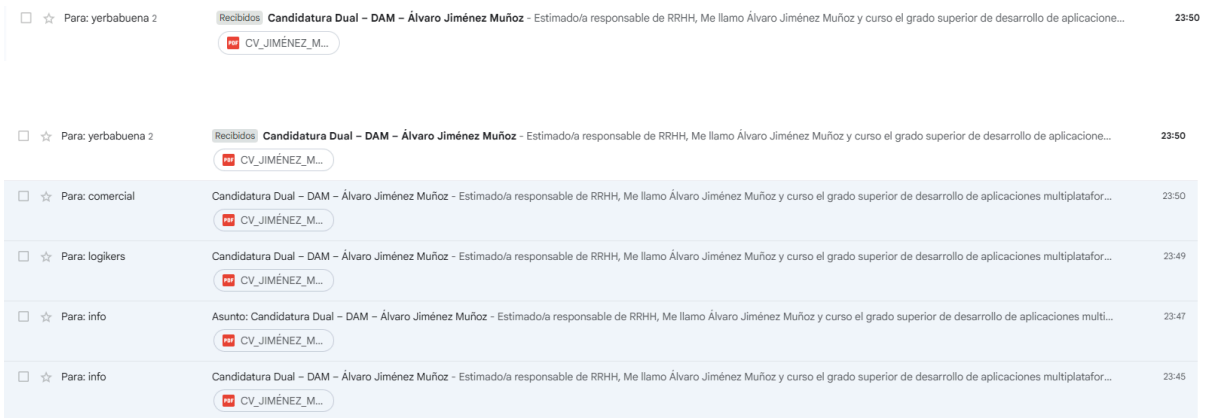 Para: yerbabuena 2 Recibidos Candidatura Dual – DAM – Álvaro Jiménez Muñoz - Estimado/a responsable de RRHH, Me llamo Álvaro Jiménez Muñoz y curso el grado superior de desarrollo de aplicacione... 23:50
PDF CV_JIMÉNEZ_M...
Para: yerbabuena 2 Recibidos Candidatura Dual – DAM – Álvaro Jiménez Muñoz - Estimado/a responsable de RRHH, Me llamo Álvaro Jiménez Muñoz y curso el grado superior de desarrollo de aplicacione... 23:50
PDF CV_JIMÉNEZ_M...
Para: comercial Candidatura Dual – DAM – Álvaro Jiménez Muñoz - Estimado/a responsable de RRHH, Me llamo Álvaro Jiménez Muñoz y curso el grado superior de desarrollo de aplicaciones multiplatafor... 23:50
PDF CV_JIMÉNEZ_M...
Para: logikers Candidatura Dual – DAM – Álvaro Jiménez Muñoz - Estimado/a responsable de RRHH, Me llamo Álvaro Jiménez Muñoz y curso el grado superior de desarrollo de aplicaciones multiplatafor... 23:49
PDF CV_JIMÉNEZ_M...
Para: info Asunto: Candidatura Dual – DAM – Álvaro Jiménez Muñoz - Estimado/a responsable de RRHH, Me llamo Álvaro Jiménez Muñoz y curso el grado superior de desarrollo de aplicaciones multi... 23:47
PDF CV_JIMÉNEZ_M...
Para: info Candidatura Dual – DAM – Álvaro Jiménez Muñoz - Estimado/a responsable de RRHH, Me llamo Álvaro Jiménez Muñoz y curso el grado superior de desarrollo de aplicaciones multiplatafor... 23:45
PDF CV_JIMÉNEZ_M...